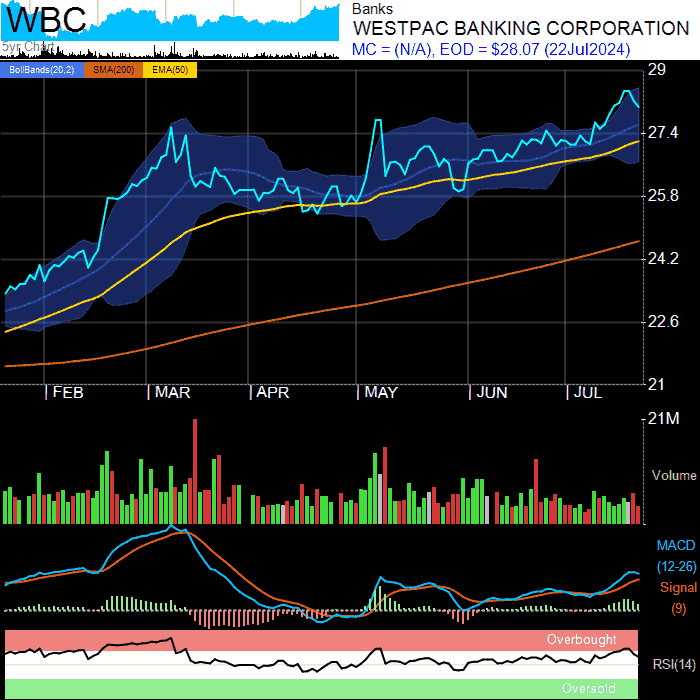 WBC
5yr Chart
Banks
WESTPAC BANKING CORPORATION
MC = (N/A), EOD = $28.07 (22Jul2024)
BollBands(20,2) SMA(200) EMA(50)
29
27.4
25.8
24.2
22.6
21
FEB MAR APR MAY JUN JUL
21M
Volume
MACD
(12-26)
Signal
(9)
Overbought
RSI(14)
Oversold